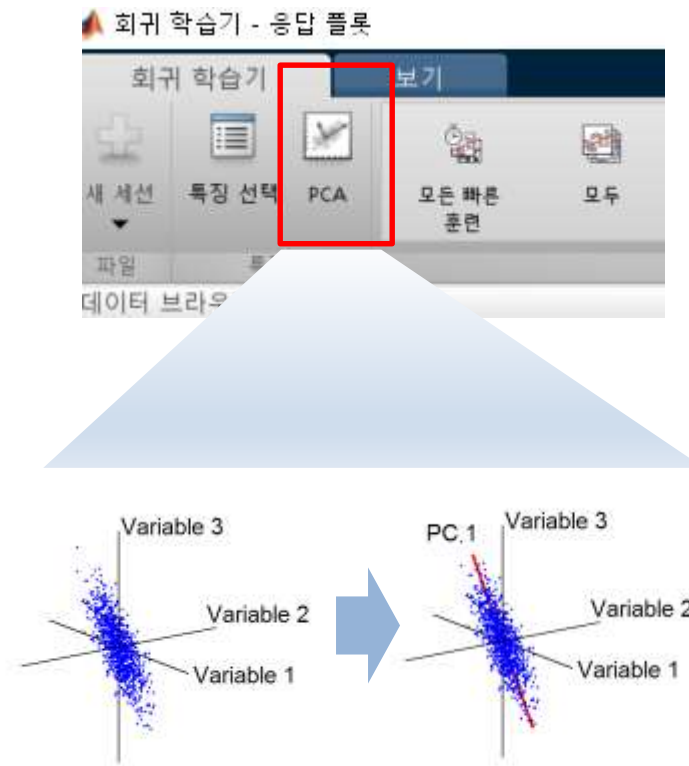 회귀 학습기 - 응답 플롯
회귀 학습기
보기
새 세션
특징 선택
PCA
모든 빠른
훈련
모두
파일
데이터 브라우
Variable 3
Variable 2
Variable 1
PC 1
Variable 3
Variable 2
Variable 1